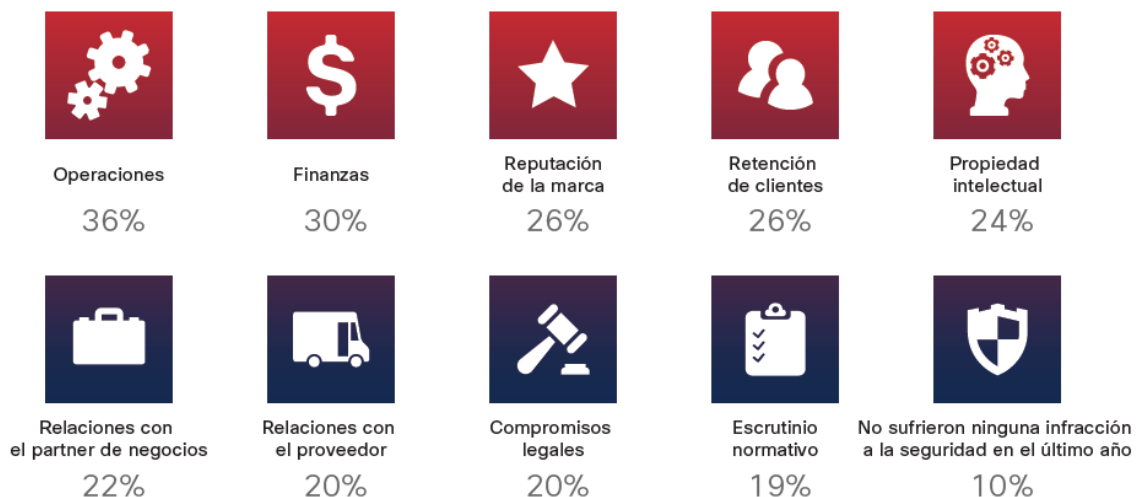 Operaciones
36%
Finanzas
30%
Reputación
de la marca
26%
Retención
de clientes
26%
Propiedad
intelectual
24%
Relaciones con
el partner de negocios
22%
Relaciones con
el proveedor
20%
Compromisos
legales
20%
Escrutinio
normativo
19%
No sufrieron ninguna infracción
a la seguridad en el último año
10%